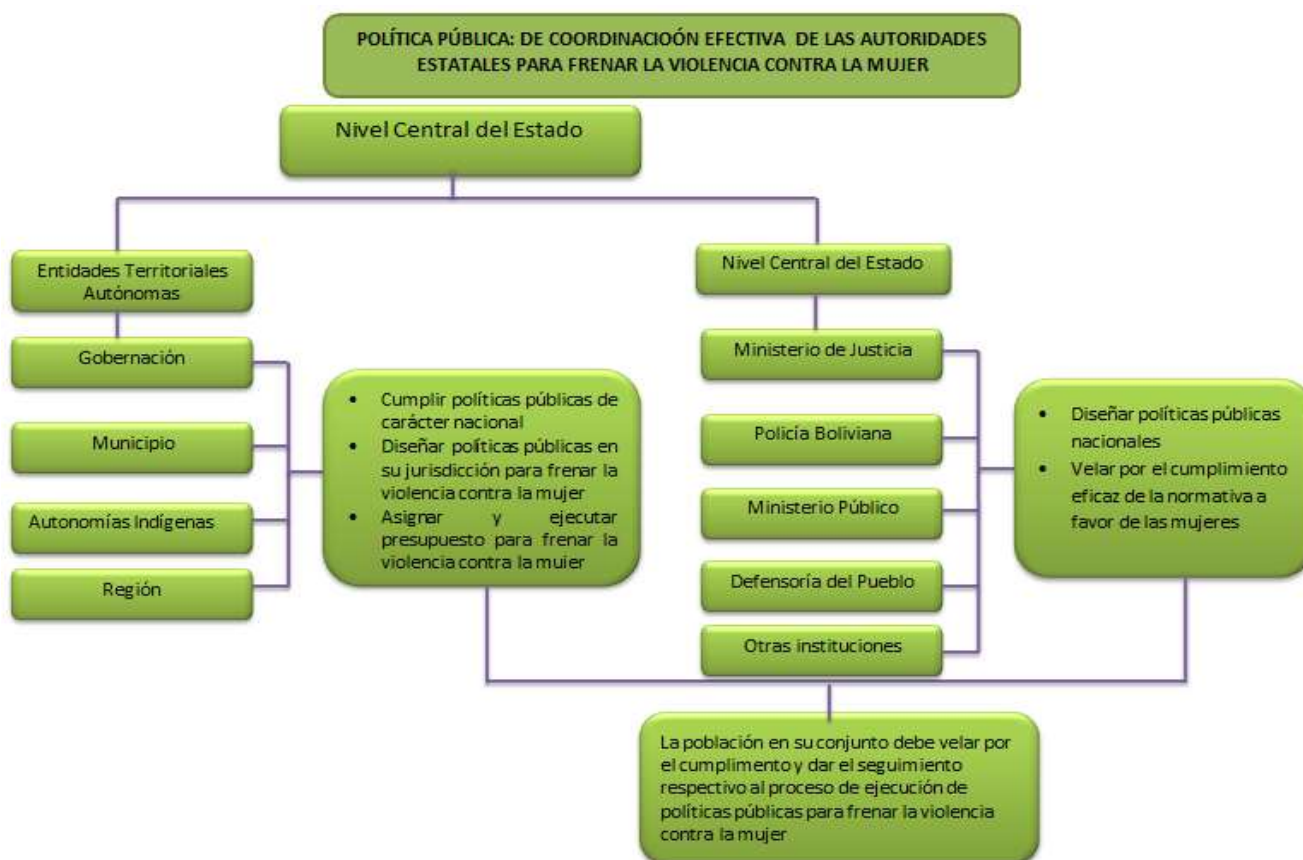 POLÍTICA PÚBLICA: DE COORDINACIOÓN EFECTIVA DE LAS AUTORIDADES
ESTATALES PARA FRENAR LA VIOLENCIA CONTRA LA MUJER
Nivel Central del Estado
Entidades Territoriales
Autónomas
Gobernación
Municipio
Autonomías Indígenas
Región
• Cumplir políticas públicas de
carácter nacional
• Diseñar políticas públicas en
su jurisdicción para frenar la
violencia contra la mujer
• Asignar y ejecutar
presupuesto para frenar la
violencia contra la mujer
Nivel Central del Estado
Ministerio de Justicia
Policía Boliviana
Ministerio Público
Defensoría del Pueblo
Otras instituciones
• Diseñar políticas públicas
nacionales
• Velar por el cumplimiento
eficaz de la normativa a
favor de las mujeres
La población en su conjunto debe velar por
el cumplimento y dar el seguimiento
respectivo al proceso de ejecución de
políticas públicas para frenar la violencia
contra la mujer